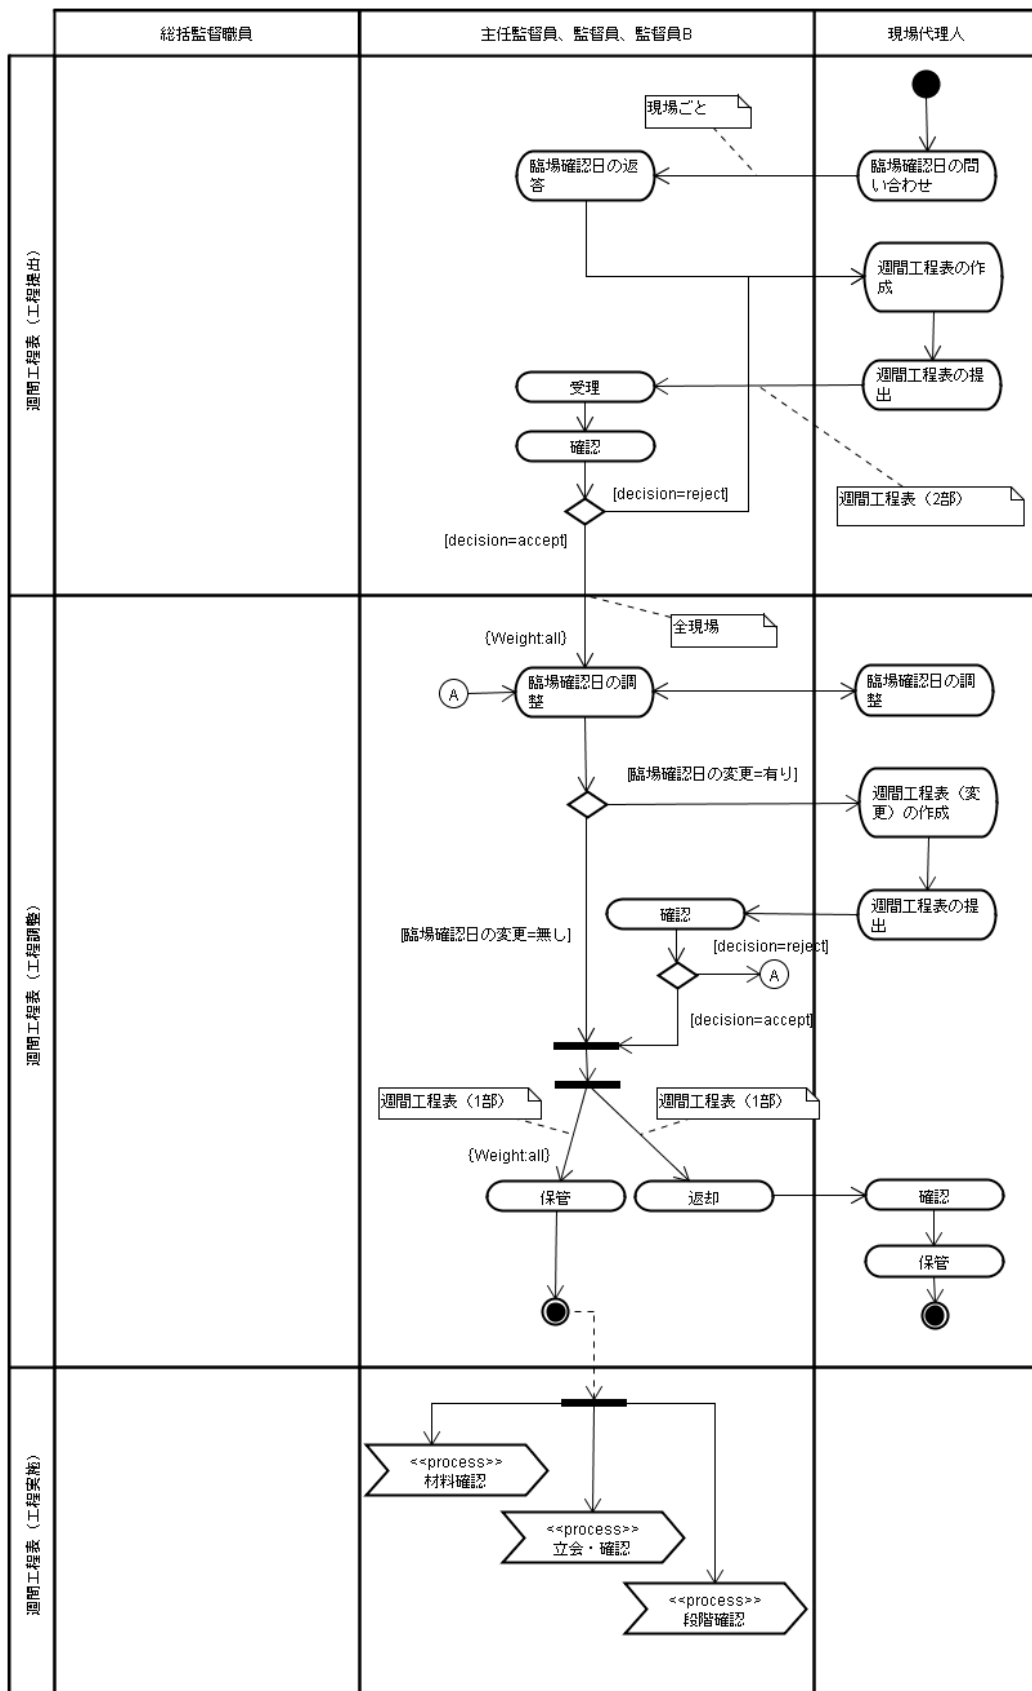 総括監督職員
主任監督員、監督員、監督員B
現場代理人
週間工程表（工程提出）
現場ごと
臨場確認日の返
答
臨場確認日の問
い合わせ
週間工程表の作
成
受理
週間工程表の提
出
確認
[decision=reject]
週間工程表（2部）
[decision=accept]
週間工程表（工程調整）
全現場
{Weight:all}
A
臨場確認日の調
整
臨場確認日の調
整
[臨場確認日の変更=有り]
週間工程表（変
更）の作成
確認
週間工程表の提
出
[臨場確認日の変更=無し]
[decision=reject]
A
[decision=accept]
週間工程表（1部）
週間工程表（1部）
{Weight:all}
保管
返却
確認
保管
週間工程表（工程実施）
<<process>>
材料確認
<<process>>
立会・確認
<<process>>
段階確認